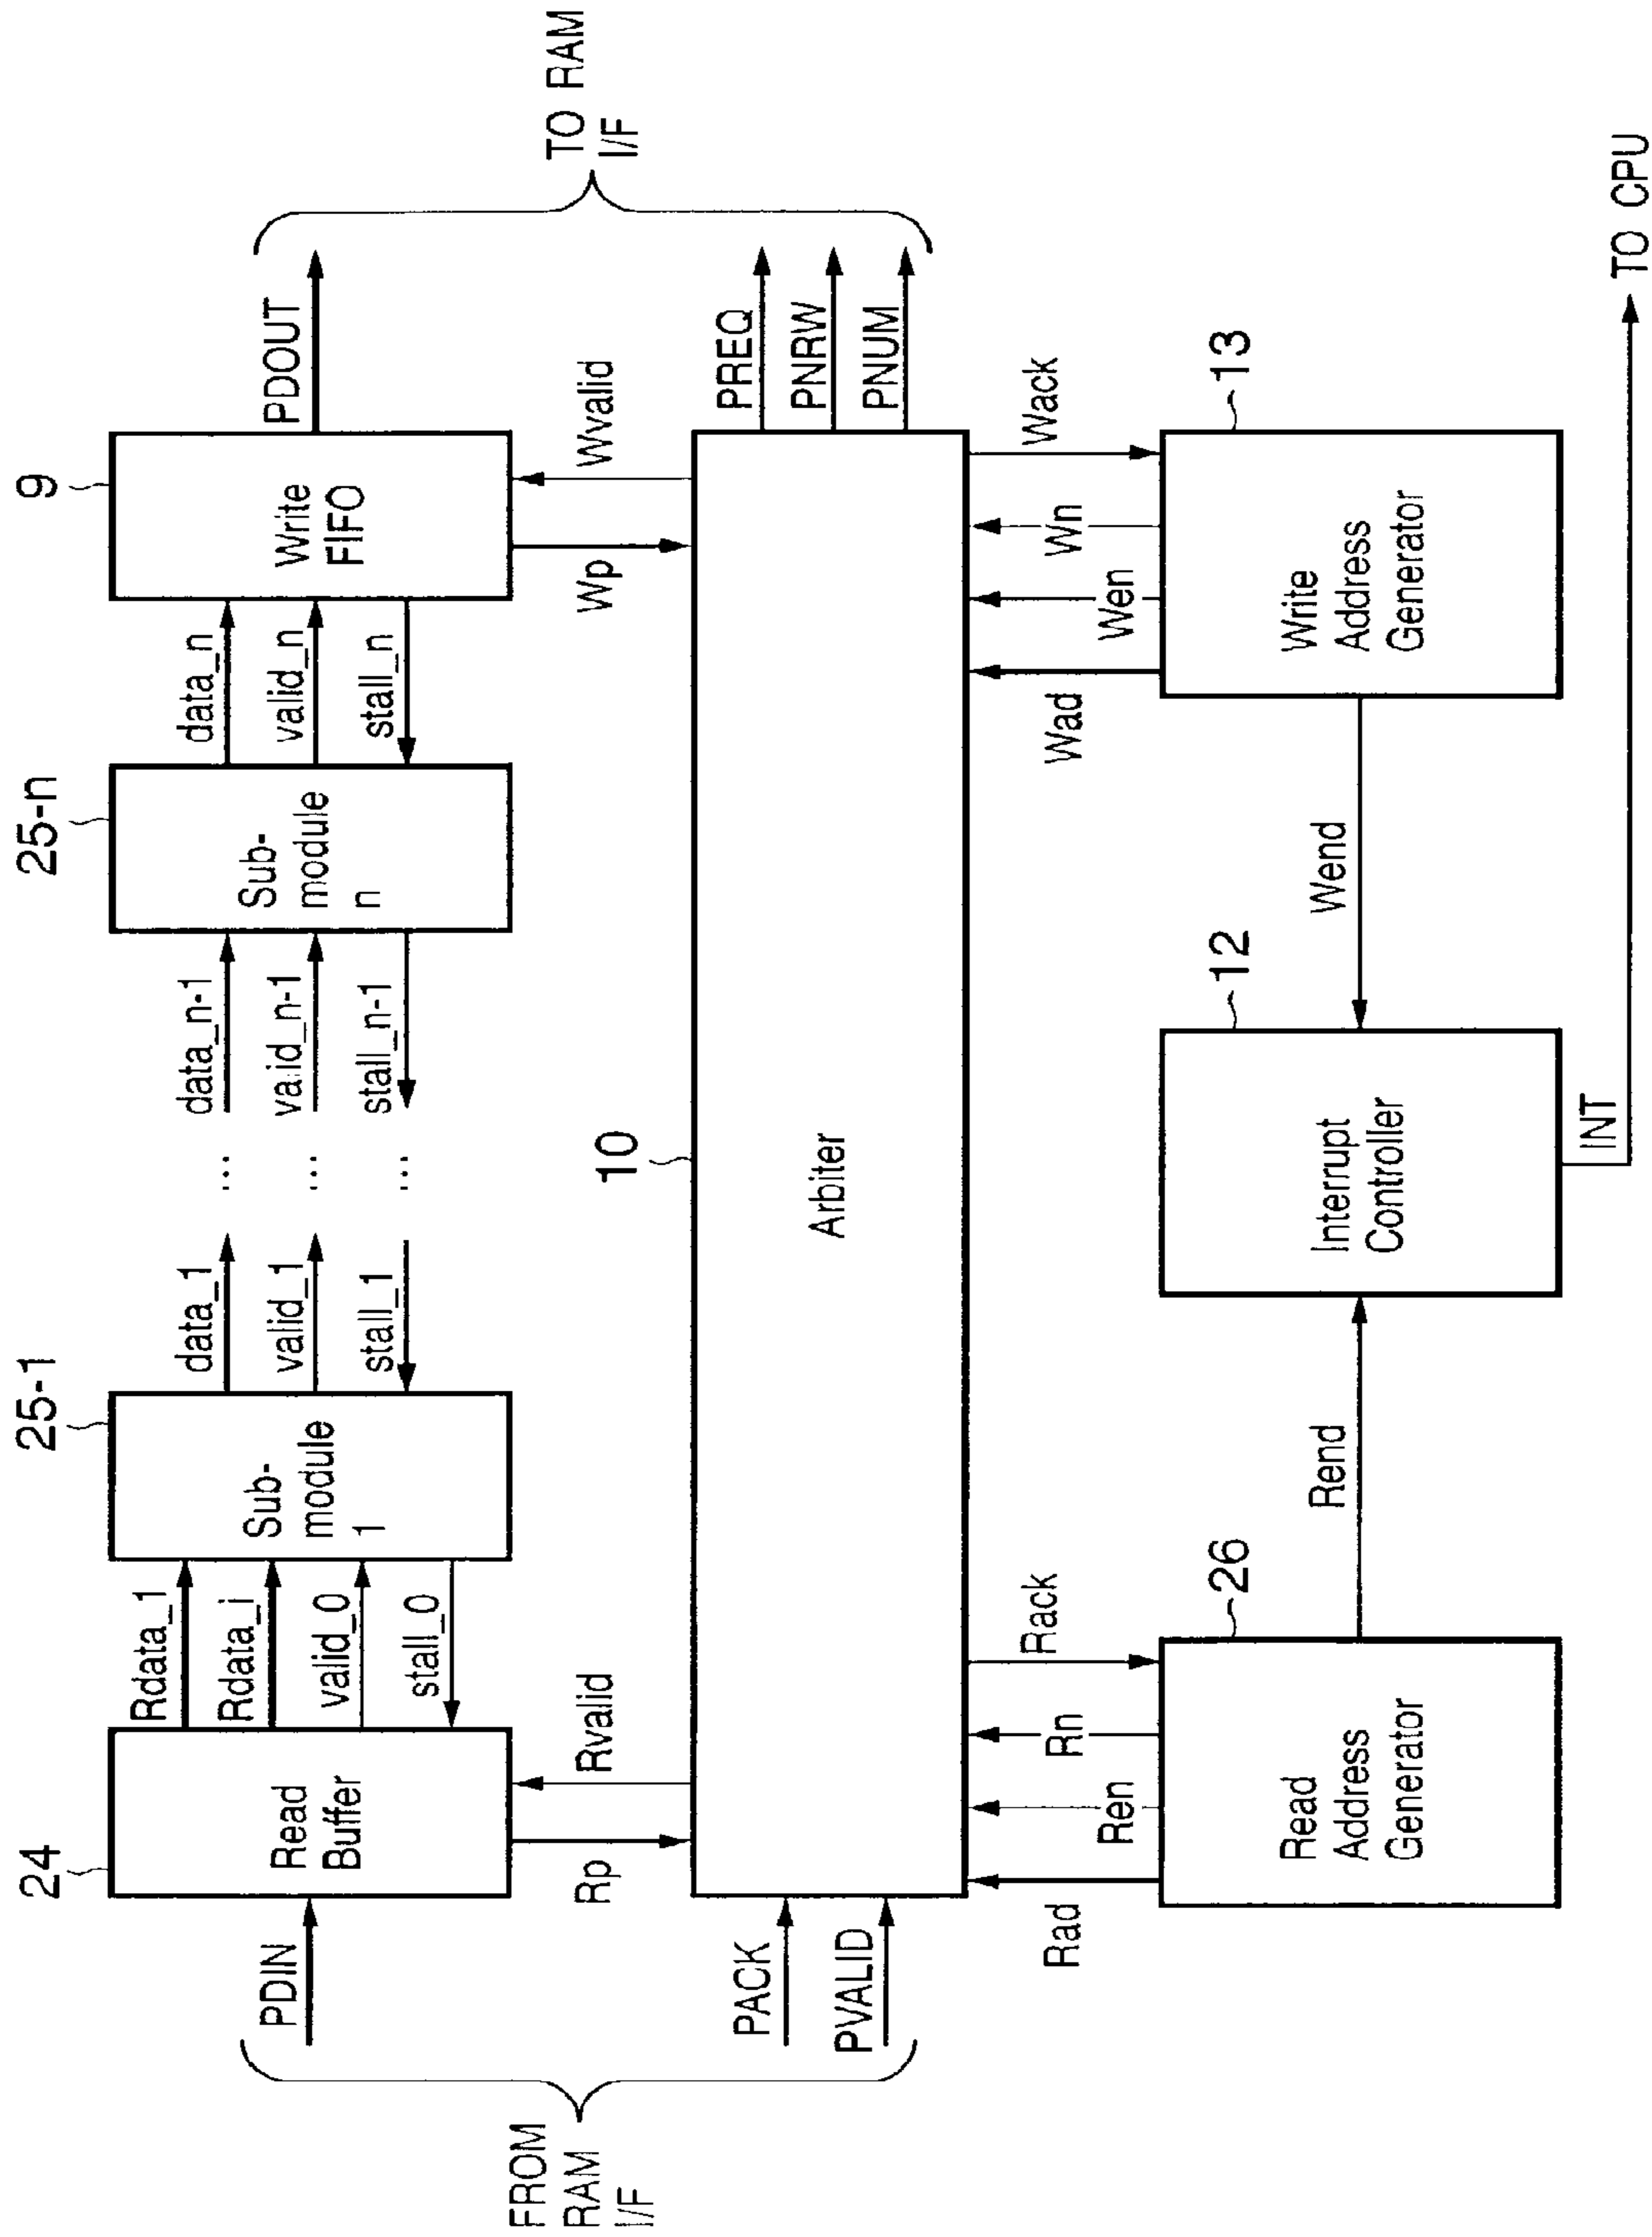 24
25-1
25-n
9
PDIN
Read
Buffer
Rdata_1
Rdata_i
valid_0
stall_0
Sub-
module
1
data_1
valid_1
stall_1
...
...
...
data_n-1
valid_n-1
stall_n-1
Sub-
module
n
data_n
valid_n
stall_n
Write
FIFO
PDOUT
FROM
RAM
I/F
TO RAM
I/F
Rp
Rvalid
Wp
Wvalid
10
PACK
PVALID
Arbiter
PREQ
PNRW
PNUM
Rad
Ren
Rn
Rack
Wad
Wen
Wn
Wack
26
12
13
Read
Address
Generator
Rend
Interrupt
Controller
Wend
Write
Address
Generator
INT
TO CPU